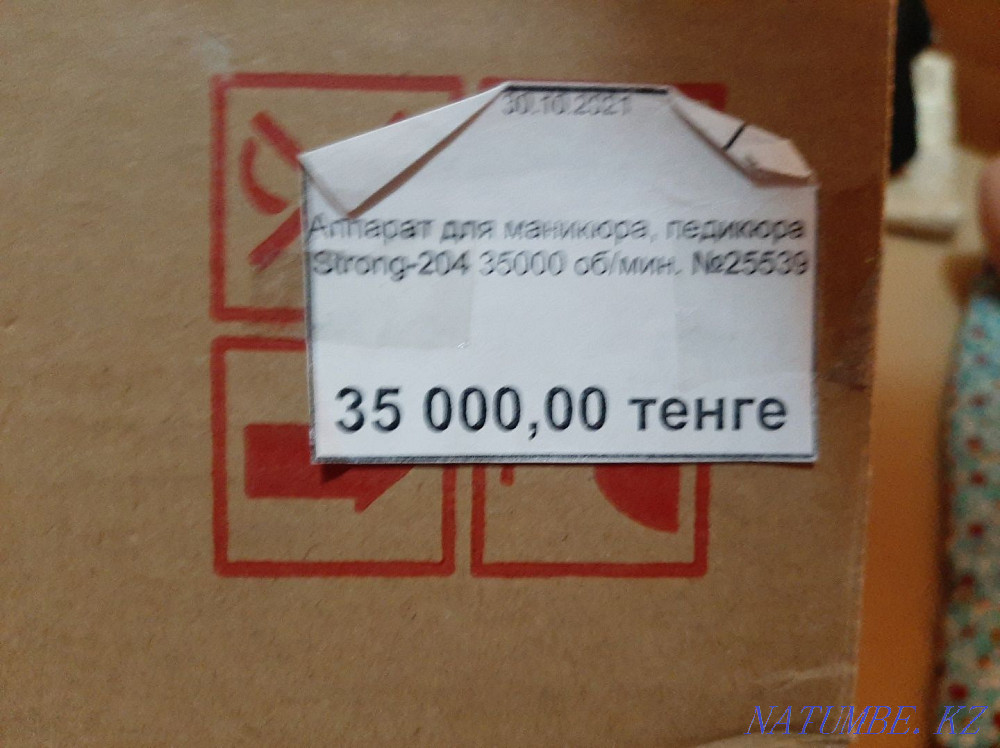 30.10.2021
Аппарат для маникюра, педикюра
Strong-204 35000 об/мин. №25539
35 000,00 тенге
NATUMBE. KZ